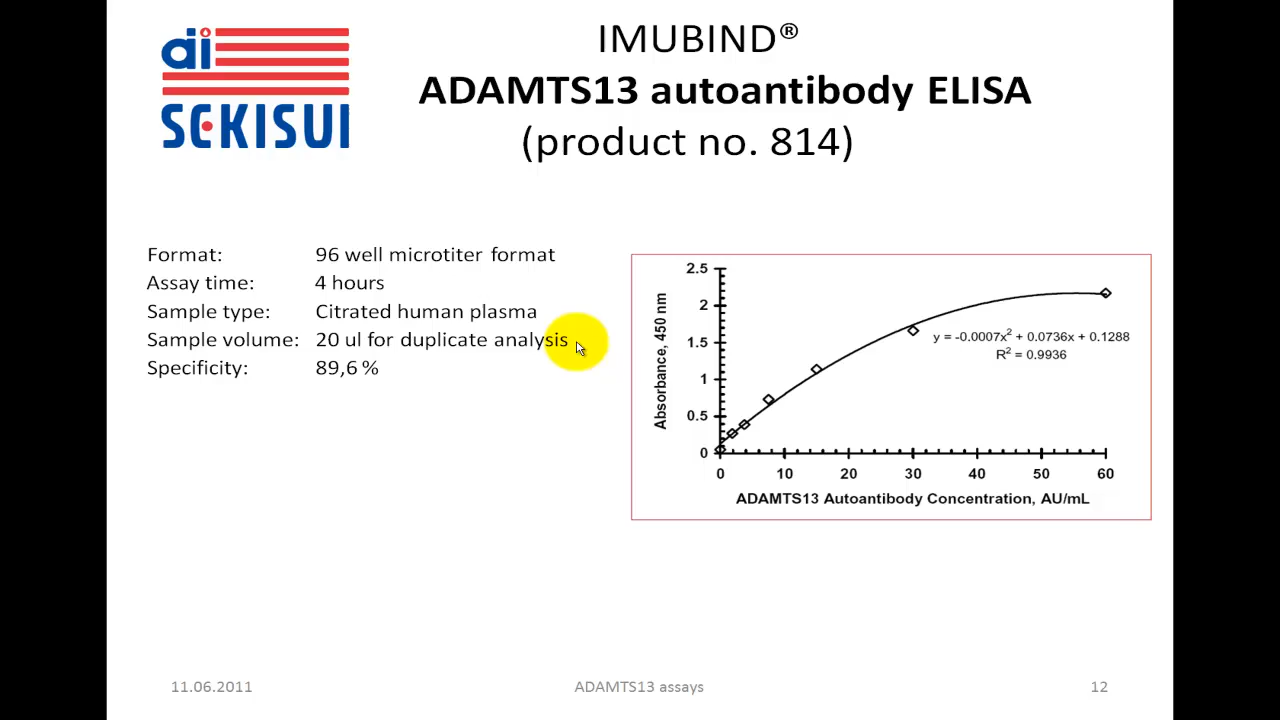 ai
SEKISUI
IMUBIND®
ADAMTS13 autoantibody ELISA
(product no. 814)
Format: 96 well microtiter format
Assay time: 4 hours
Sample type: Citrated human plasma
Sample volume: 20 ul for duplicate analysis
Specificity: 89,6 %
Absorbance, 450 nm
2.5
2
1.5
1
0.5
0
y = -0.0007x² + 0.0736x + 0.1288
R² = 0.9936
0 10 20 30 40 50 60
ADAMTS13 Autoantibody Concentration, AU/mL
11.06.2011 ADAMTS13 assays 12